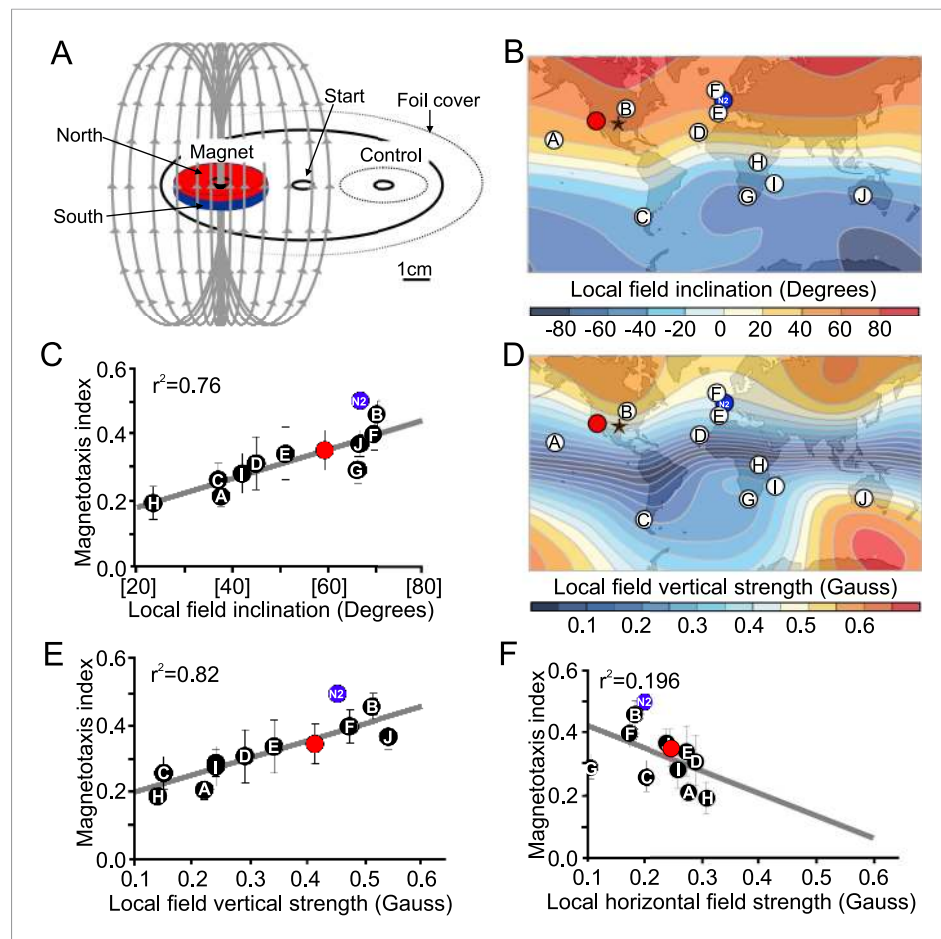 A
Start
Foil cover
North
Magnet
Control
South
1cm
B
F
N2
B
E
A
D
H
I
G
J
C
Local field inclination (Degrees)
-80 -60 -40 -20 0 20 40 60 80
C
r²=0.76
Magnetotaxis index
0.6
0.4
0.2
0.0
N2
B
F
J
G
E
D
I
C
A
H
[20] [40] [60] [80]
Local field inclination (Degrees)
D
F
N2
B
E
A
D
H
I
G
J
C
Local field vertical strength (Gauss)
0.1 0.2 0.3 0.4 0.5 0.6
E
r²=0.82
Magnetotaxis index
0.6
0.4
0.2
0.0
N2
B
F
J
E
D
I
C
A
H
0.1 0.2 0.3 0.4 0.5 0.6
Local field vertical strength (Gauss)
F
r²=0.196
Magnetotaxis index
0.6
0.4
0.2
0.0
N2
B
F
E
D
G
C
I
A
H
0.1 0.2 0.3 0.4 0.5 0.6
Local horizontal field strength (Gauss)